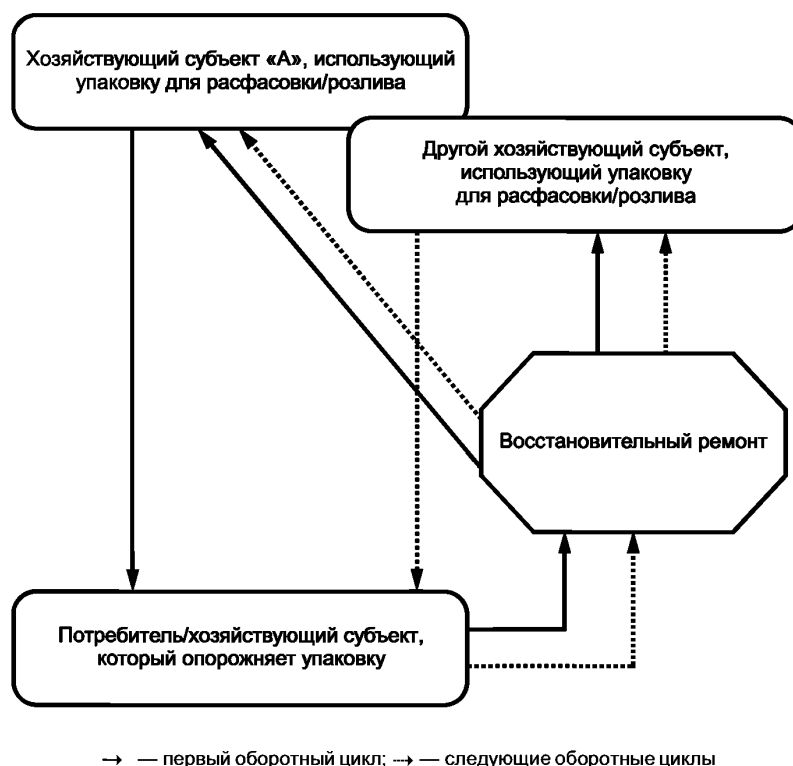 Хозяйствующий субъект «А», использующий
упаковку для расфасовки/розлива
Другой хозяйствующий субъект,
использующий упаковку
для расфасовки/розлива
Восстановительный ремонт
Потребитель/хозяйствующий субъект,
который опорожняет упаковку
— первый оборотный цикл; — следующие оборотные циклы